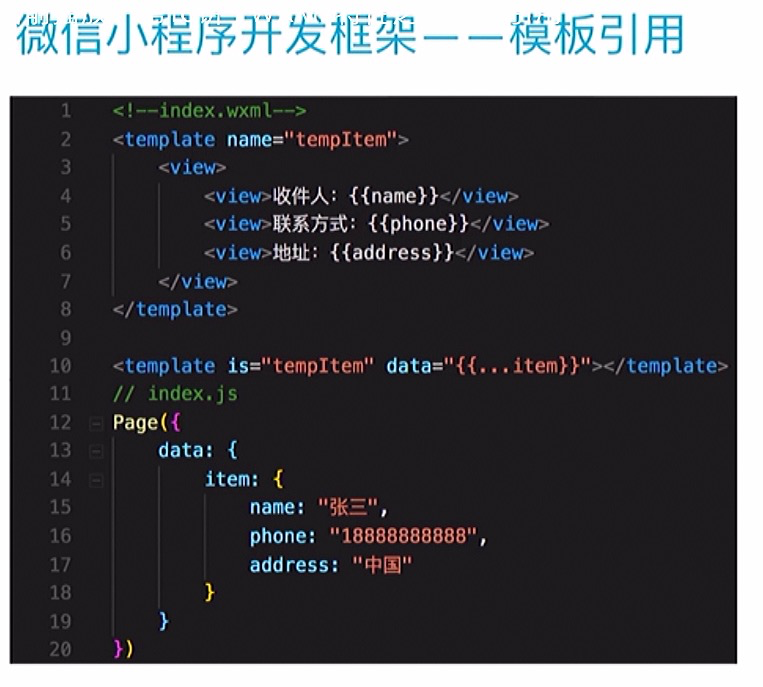 微信小程序开发框架——模板引用
1 <!--index.wxml-->
2 <template name="tempItem">
3 <view>
4 <view>收件人: {{name}}</view>
5 <view>联系方式: {{phone}}</view>
6 <view>地址: {{address}}</view>
7 </view>
8 </template>
9
10 <template is="tempItem" data="{{...item}}"></template>
11 // index.js
12 Page({
13 data: {
14 item: {
15 name: "张三",
16 phone: "18888888888",
17 address: "中国"
18 }
19 }
20 })